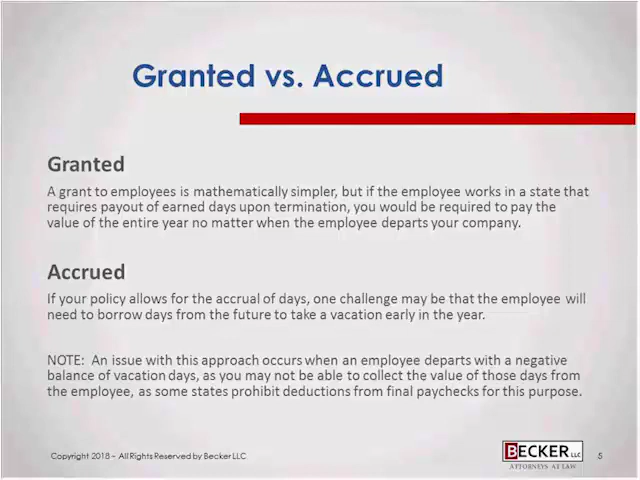 Granted vs. Accrued
Granted
A grant to employees is mathematically simpler, but if the employee works in a state that
requires payout of earned days upon termination, you would be required to pay the
value of the entire year no matter when the employee departs your company.
Accrued
If your policy allows for the accrual of days, one challenge may be that the employee will
need to borrow days from the future to take a vacation early in the year.
NOTE: An issue with this approach occurs when an employee departs with a negative
balance of vacation days, as you may not be able to collect the value of those days from
the employee, as some states prohibit deductions from final paychecks for this purpose.
Copyright 2018 – All Rights Reserved by Becker LLC
BECKER LLC
ATTORNEYS AT LAW
5